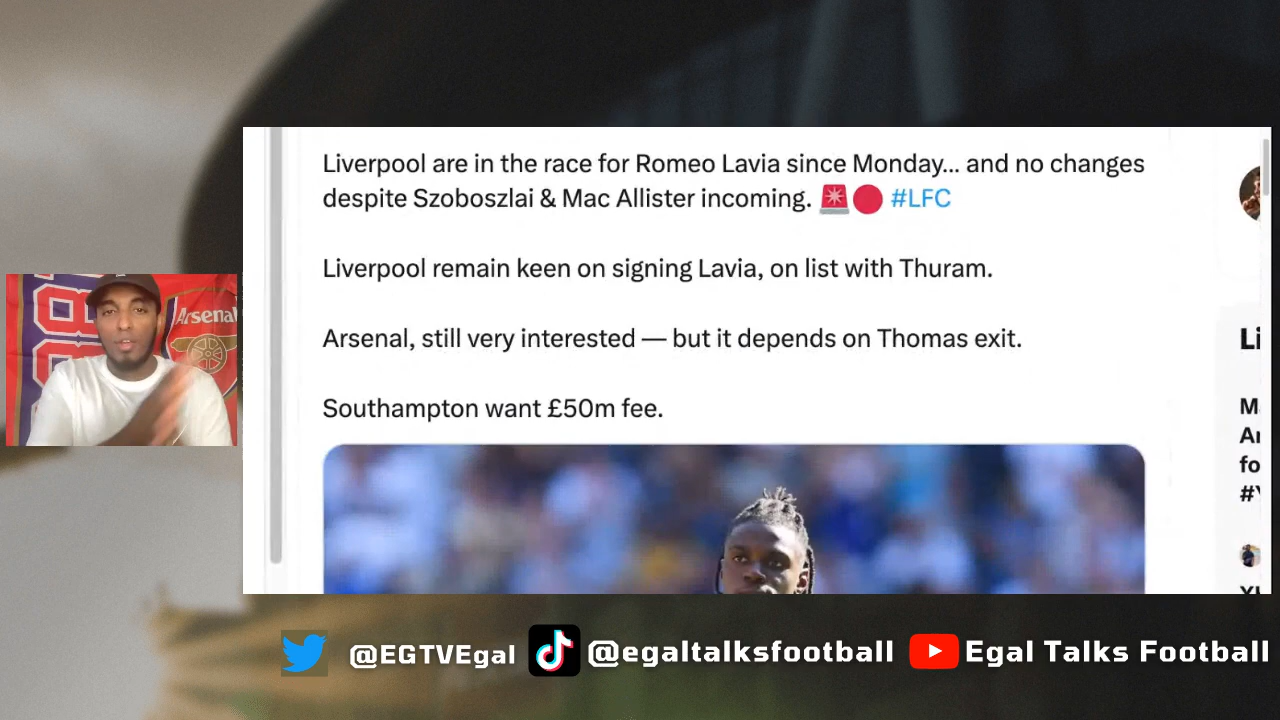 Liverpool are in the race for Romeo Lavia since Monday... and no changes
despite Szoboszlai & Mac Allister incoming. 🚨🔴 #LFC
Liverpool remain keen on signing Lavia, on list with Thuram.
Arsenal, still very interested — but it depends on Thomas exit.
Southampton want £50m fee.
Arsenal
@EGTVEgal @egaltalksfootball Egal Talks Football